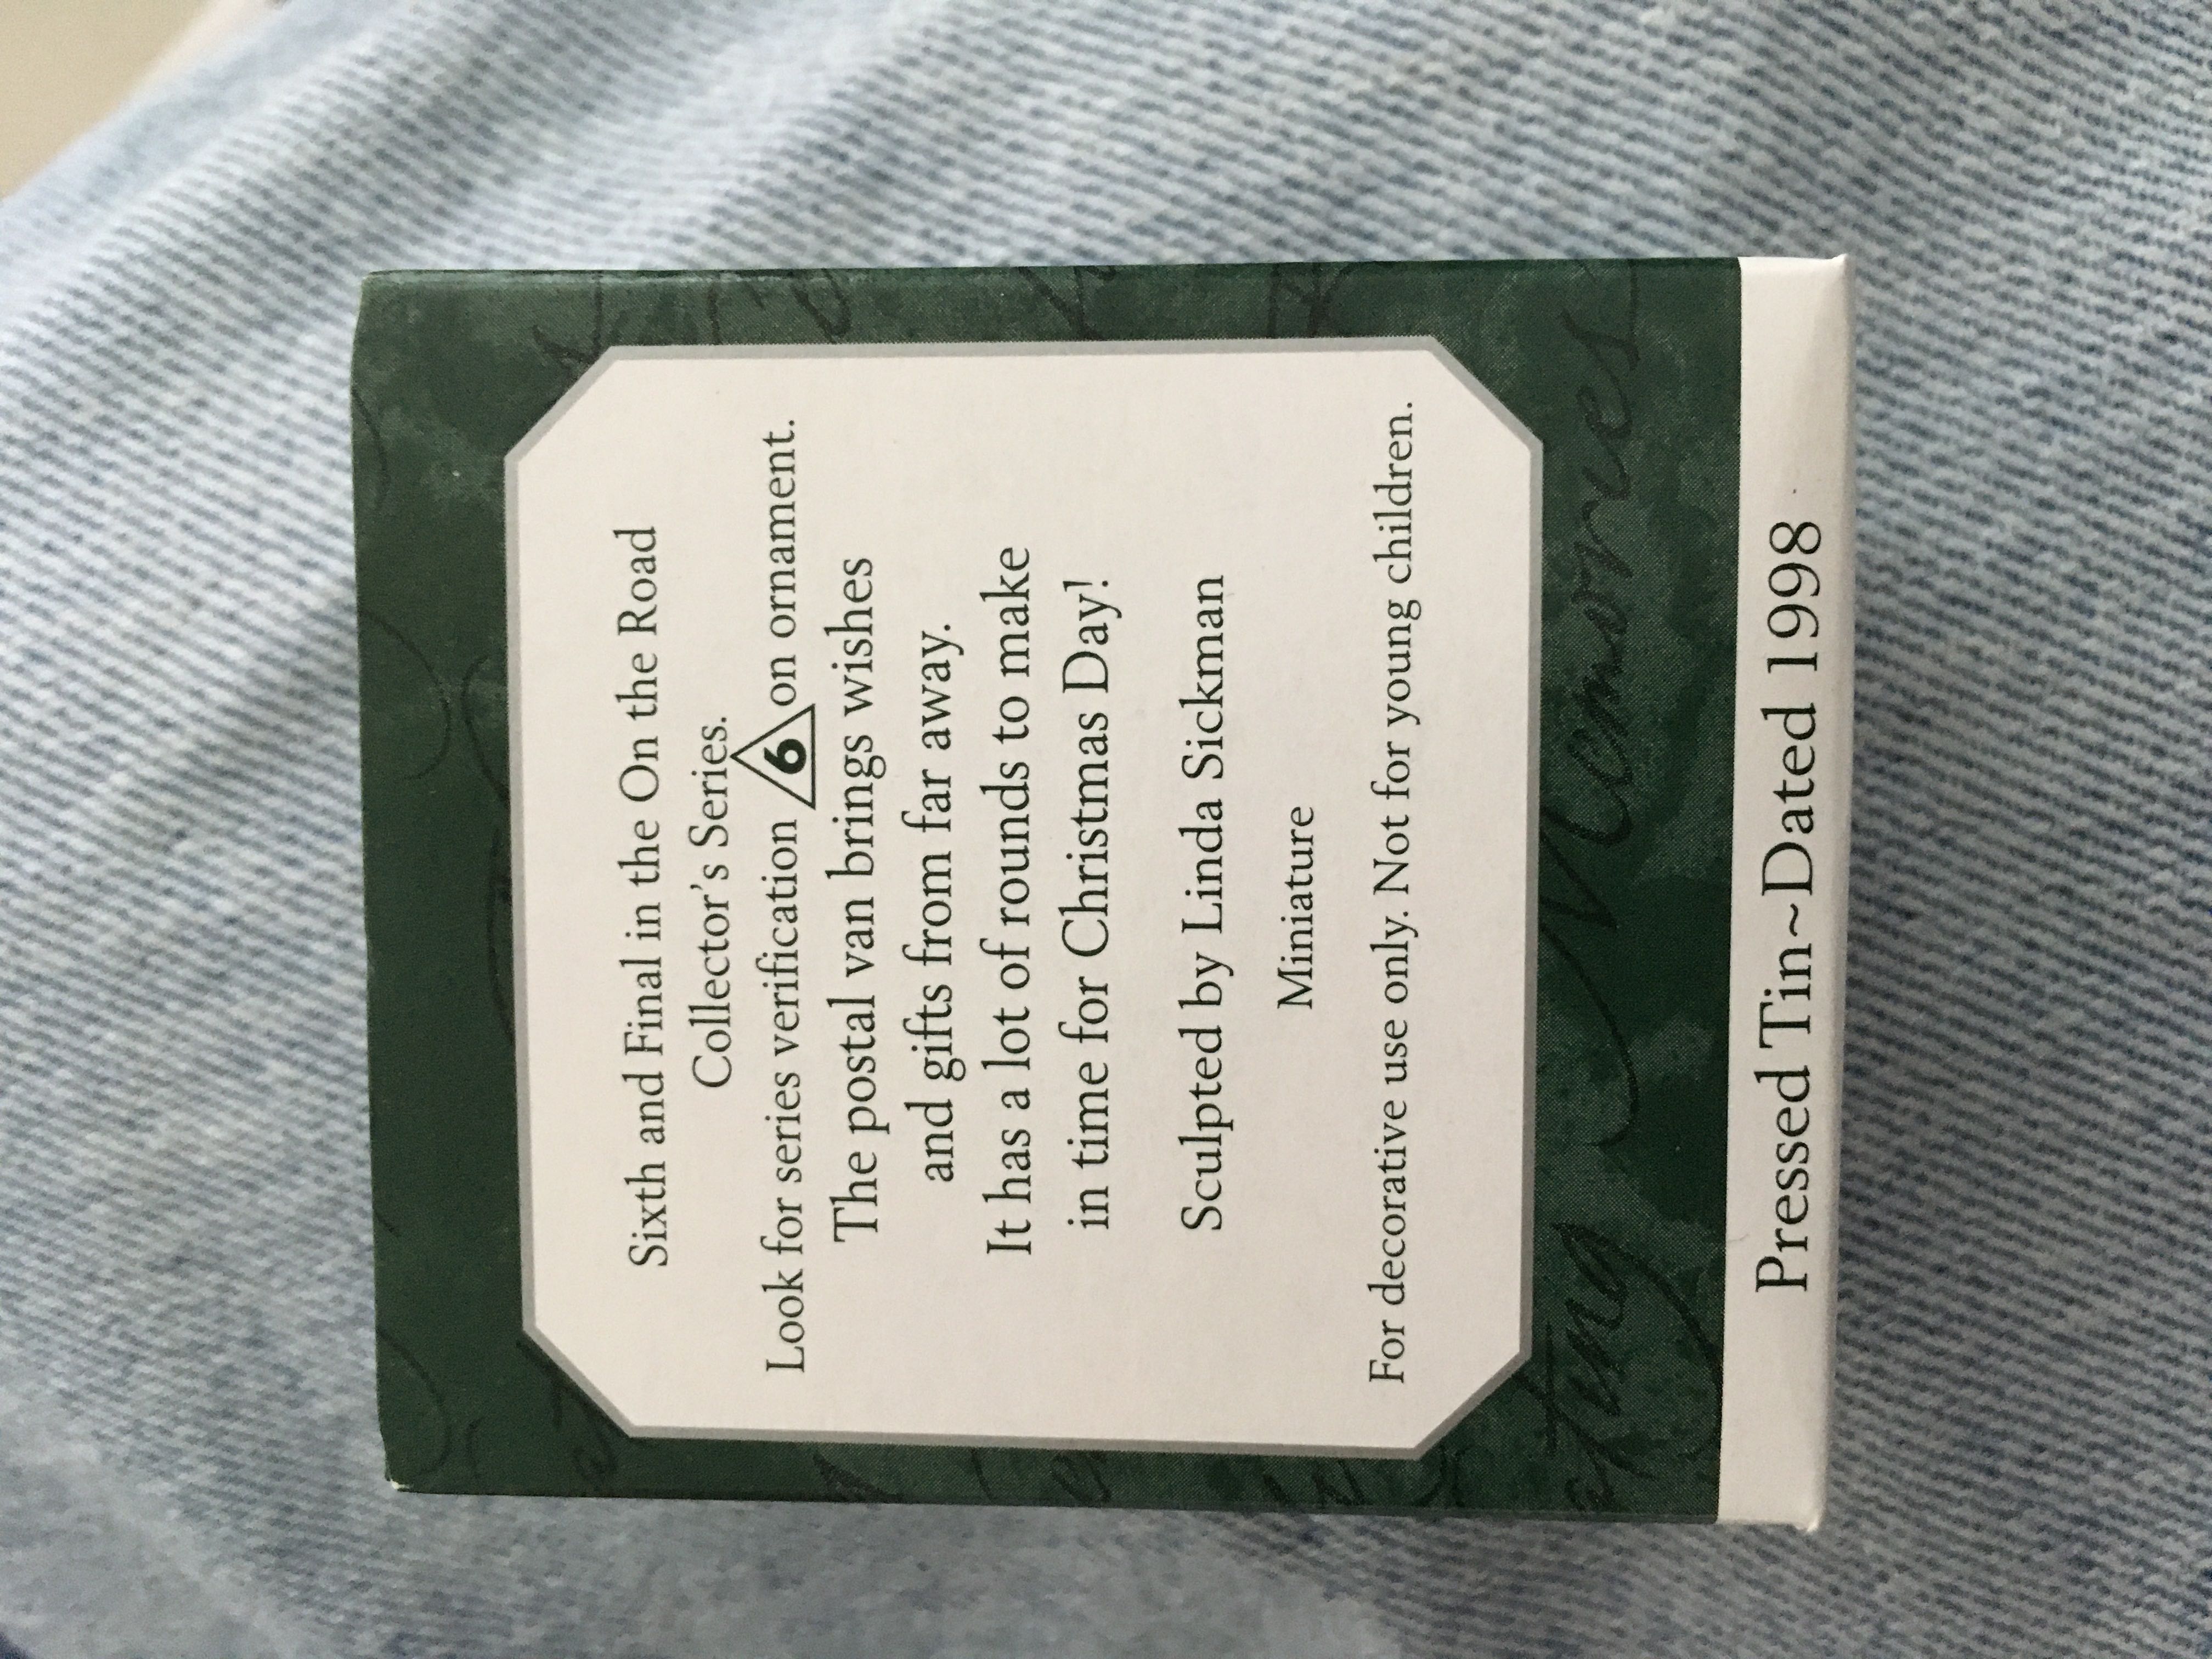 Sixth and Final in the On the Road
Collector's Series.
Look for series verification 6 on ornament.
The postal van brings wishes
and gifts from far away.
It has a lot of rounds to make
in time for Christmas Day!
Sculpted by Linda Sickman
Miniature
For decorative use only. Not for young children.
Memories
Pressed Tin~Dated 1998